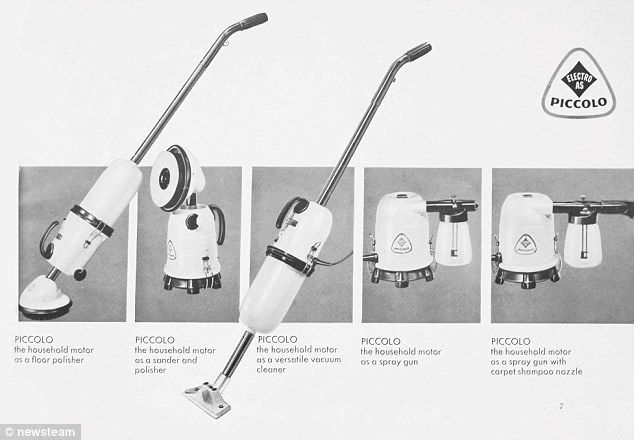 ELECTRO
AS
PICCOLO
PICCOLO
the household motor
as a floor polisher
PICCOLO
the household motor
as a sander and
polisher
PICCOLO
the household motor
as a versatile vacuum
cleaner
PICCOLO
the household motor
as a spray gun
PICCOLO
the household motor
as a spray gun with
carpet shampoo nozzle
7
© newsteam